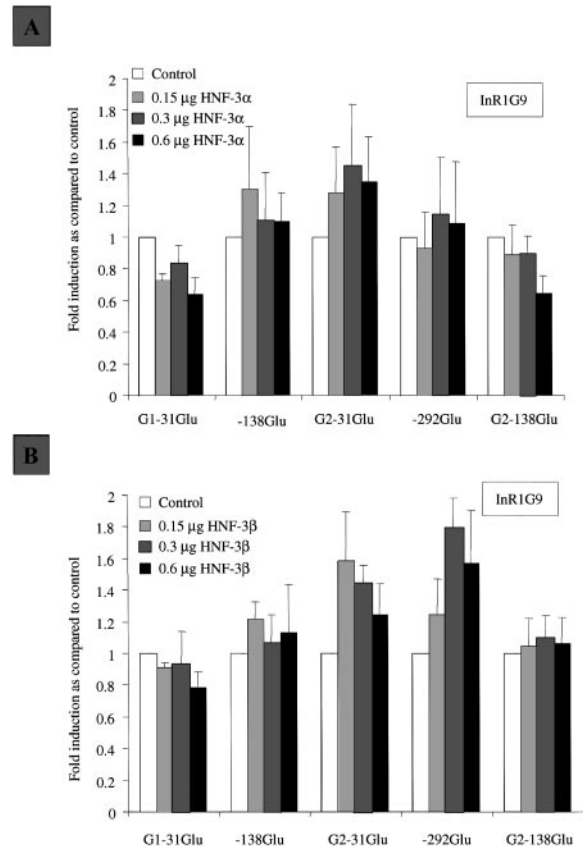 A
Control
0.15 µg HNF-3α
0.3 µg HNF-3α
0.6 µg HNF-3α
InR1G9
Fold induction as compared to control
2
1.8
1.6
1.4
1.2
1
0.8
0.6
0.4
0.2
0
G1-31Glu -138Glu G2-31Glu -292Glu G2-138Glu
B
Control
0.15 µg HNF-3β
0.3 µg HNF-3β
0.6 µg HNF-3β
InR1G9
Fold induction as compared to control
2
1.8
1.6
1.4
1.2
1
0.8
0.6
0.4
0.2
0
G1-31Glu -138Glu G2-31Glu -292Glu G2-138Glu